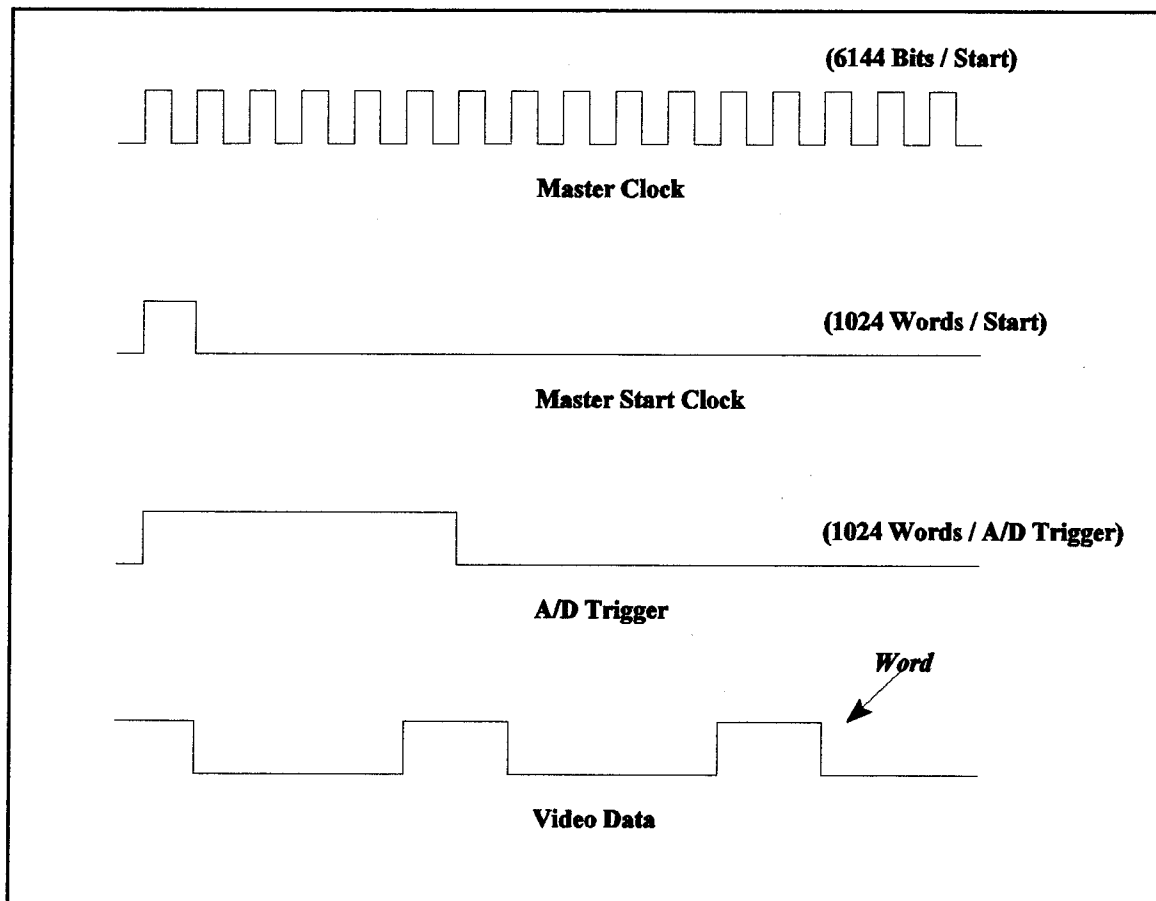 (6144 Bits / Start)
Master Clock
(1024 Words / Start)
Master Start Clock
(1024 Words / A/D Trigger)
A/D Trigger
Word
Video Data